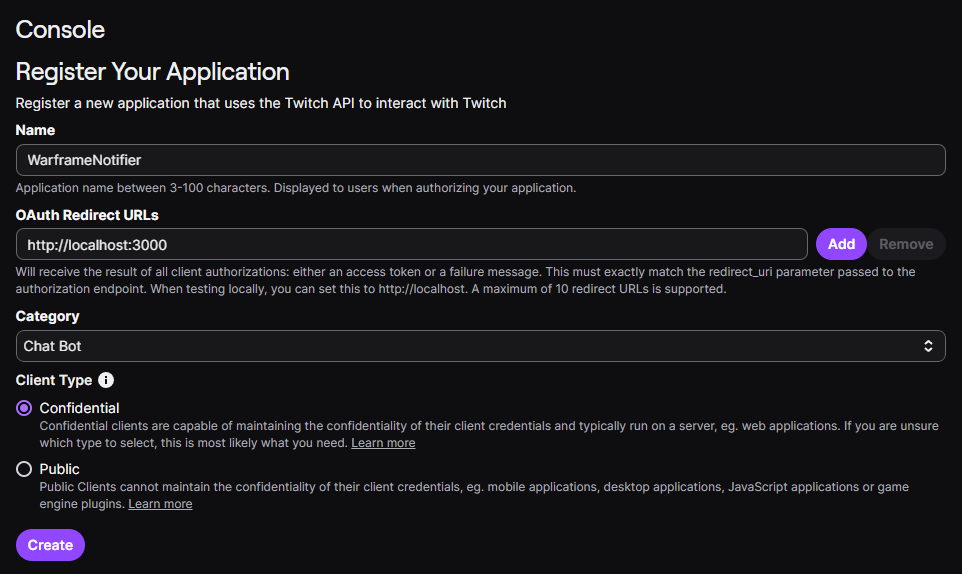 Console
Register Your Application
Register a new application that uses the Twitch API to interact with Twitch
Name
WarframeNotifier
Application name between 3-100 characters. Displayed to users when authorizing your application.
OAuth Redirect URLs
http://localhost:3000
Add
Remove
Will receive the result of all client authorizations: either an access token or a failure message. This must exactly match the redirect_uri parameter passed to the
authorization endpoint. When testing locally, you can set this to http://localhost. A maximum of 10 redirect URLs is supported.
Category
Chat Bot
Client Type
Confidential
Confidential clients are capable of maintaining the confidentiality of their client credentials and typically run on a server, eg. web applications. If you are unsure
which type to select, this is most likely what you need. Learn more
Public
Public Clients cannot maintain the confidentiality of their client credentials, eg. mobile applications, desktop applications, JavaScript applications or game
engine plugins. Learn more
Create